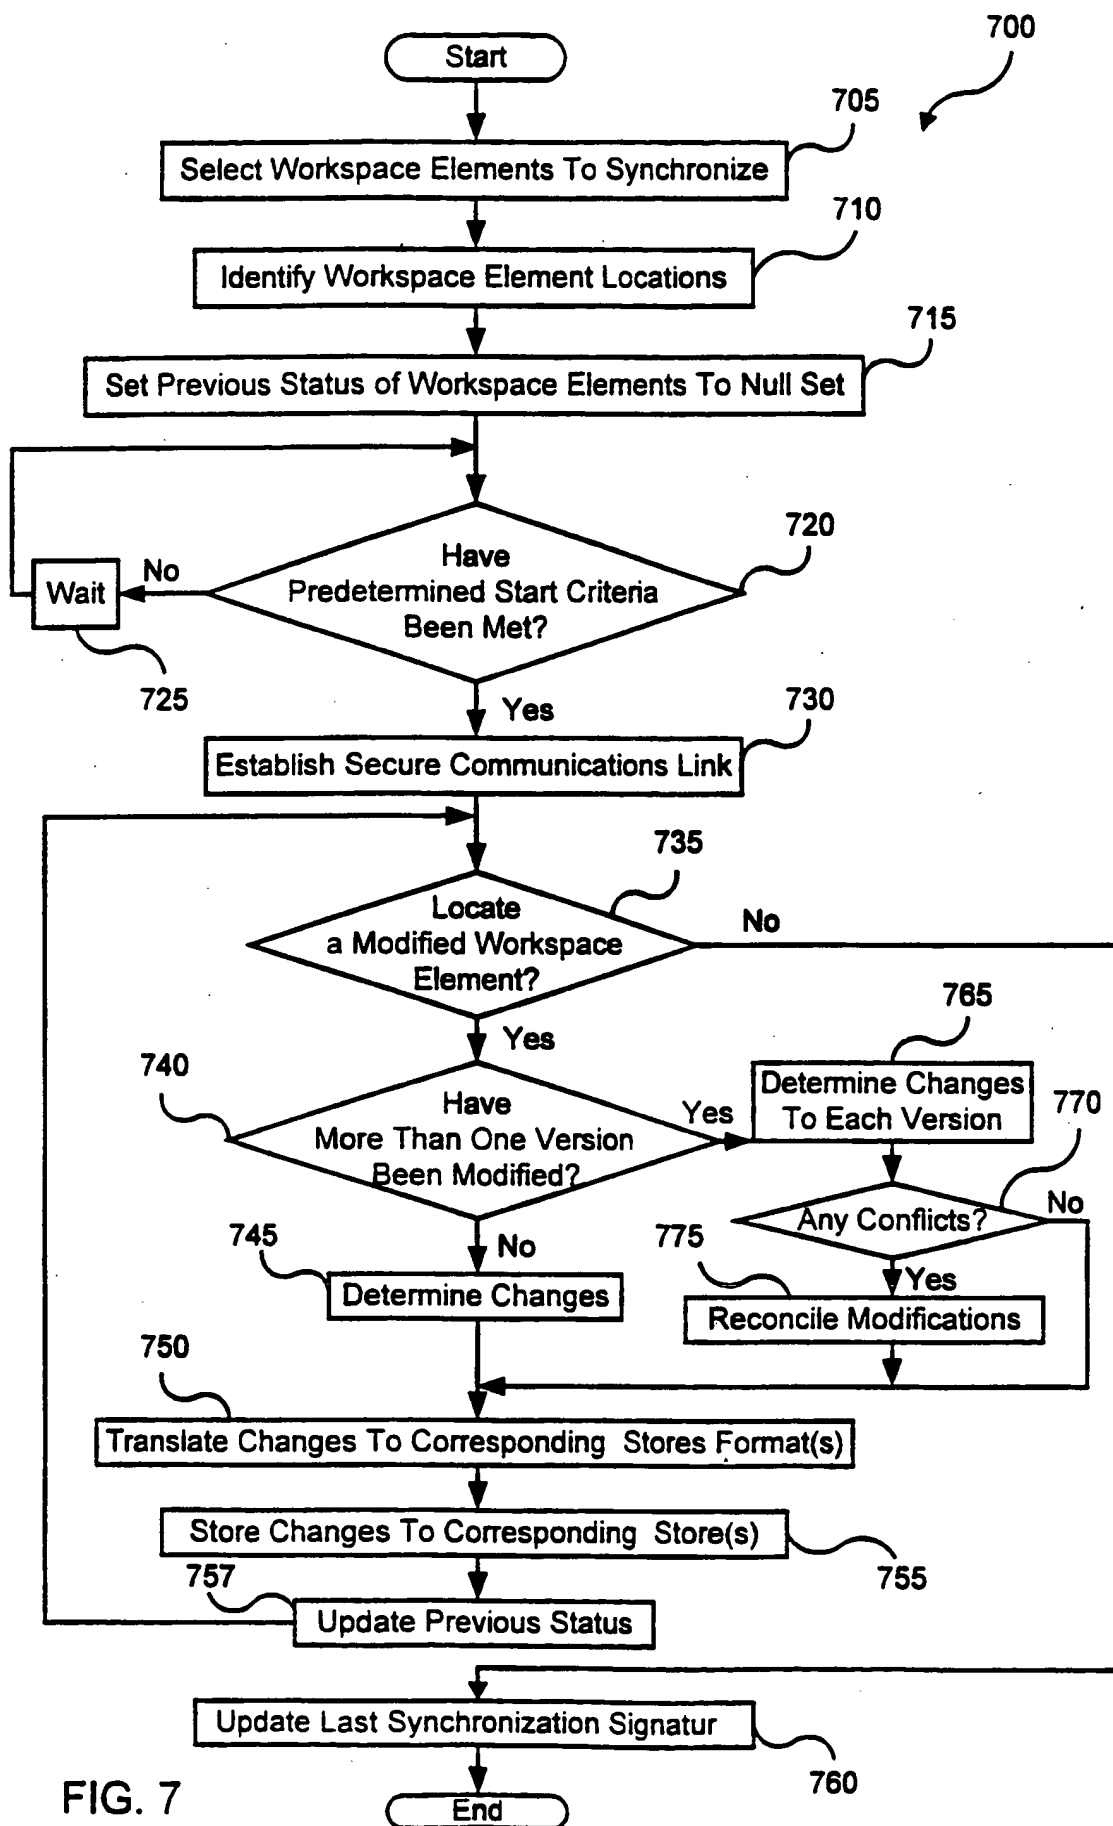 700
Start
705
Select Workspace Elements To Synchronize
710
Identify Workspace Element Locations
715
Set Previous Status of Workspace Elements To Null Set
720
Have
Predetermined Start Criteria
Been Met?
No
Wait
725
Yes
730
Establish Secure Communications Link
735
Locate
a Modified Workspace
Element?
No
Yes
740
Have
More Than One Version
Been Modified?
Yes
765
Determine Changes
To Each Version
770
Any Conflicts?
No
No
745
Determine Changes
775
Yes
Reconcile Modifications
750
Translate Changes To Corresponding Stores Format(s)
Store Changes To Corresponding Store(s)
755
757
Update Previous Status
Update Last Synchronization Signatur
760
End
FIG. 7